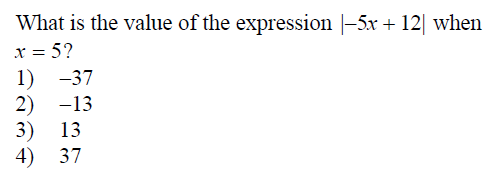 What is the value of the expression |–5x + 12| when
x = 5?
1) –37
2) –13
3) 13
4) 37